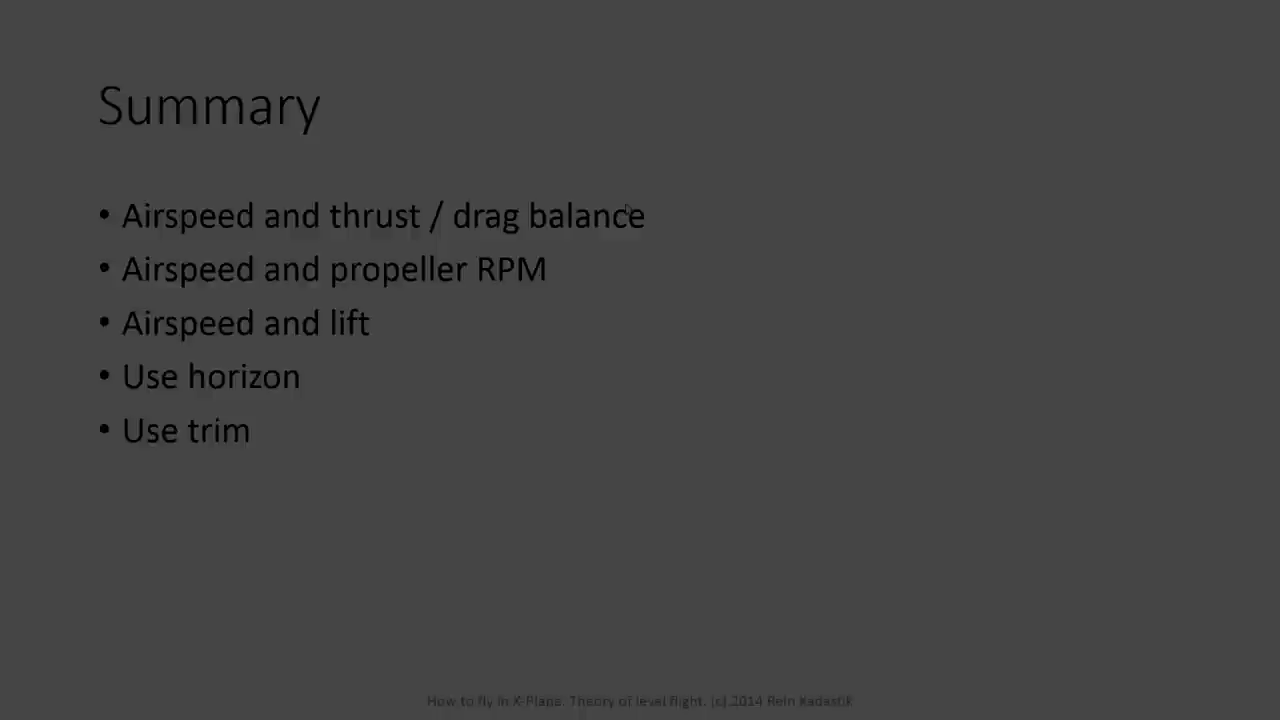 Summary
• Airspeed and thrust / drag balance
• Airspeed and propeller RPM
• Airspeed and lift
• Use horizon
• Use trim
How to fly in X-Plane. Theory of level flight. (c) 2014 Rein Kadastik